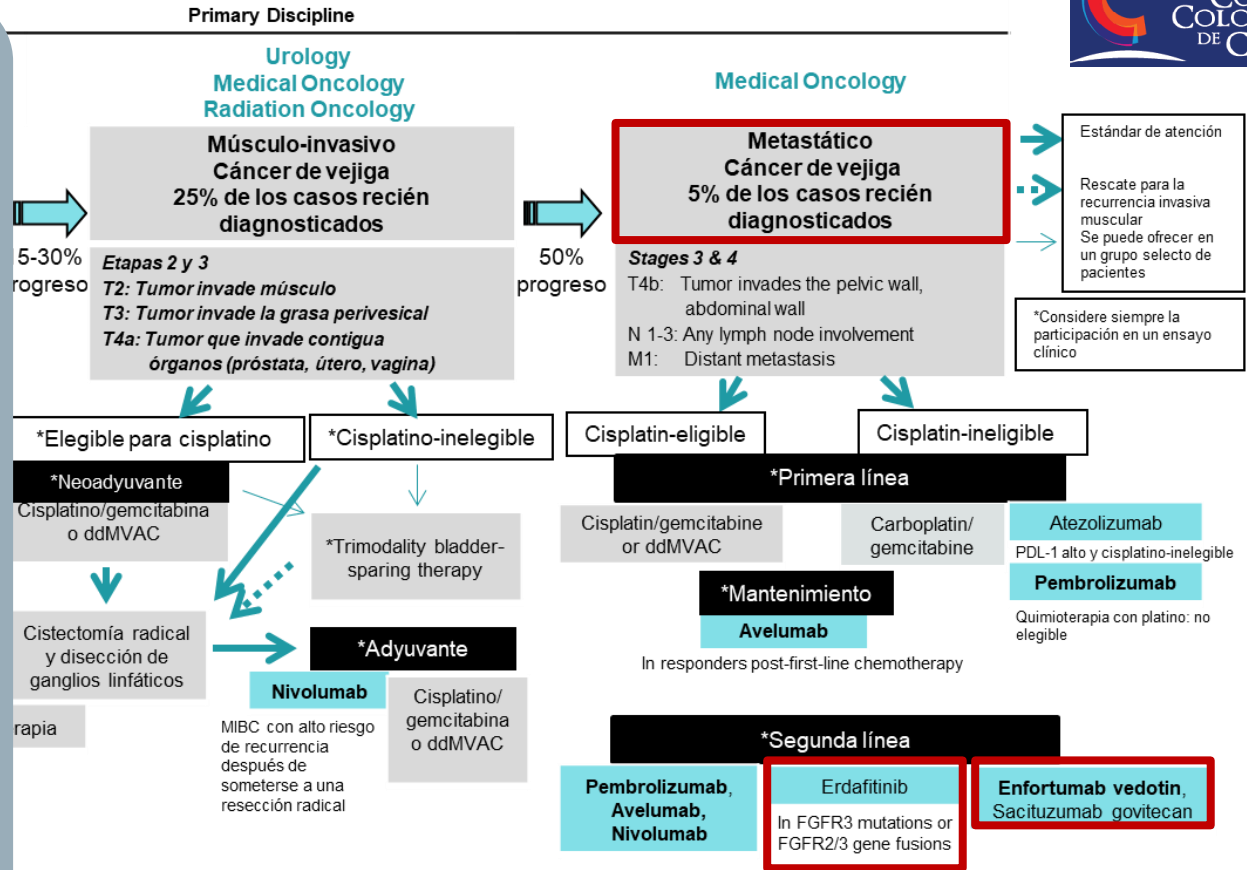 Primary Discipline
Urology
Medical Oncology
Radiation Oncology
Medical Oncology
Músculo-invasivo
Cáncer de vejiga
25% de los casos recién
diagnosticados
Metastático
Cáncer de vejiga
5% de los casos recién
diagnosticados
Estándar de atención
Rescate para la
recurrencia invasiva
muscular
Se puede ofrecer en
un grupo selecto de
pacientes
5-30%
50%
progreso
Etapas 2 y 3
T2: Tumor invade músculo
T3: Tumor invade la grasa perivesical
T4a: Tumor que invade contigua
órganos (próstata, útero, vagina)
Stages 3 & 4
T4b: Tumor invades the pelvic wall,
abdominal wall
N 1-3: Any lymph node involvement
M1: Distant metastasis
*Considere siempre la
participación en un ensayo
clínico
*Elegible para cisplatino
*Cisplatino-inelegible
Cisplatin-eligible
Cisplatin-ineligible
*Neoadyuvante
Cisplatino/gemcitabina
o ddMVAC
*Trimodality bladder-
sparing therapy
*Primera línea
Cisplatin/gemcitabine
or ddMVAC
Carboplatin/
gemcitabine
Atezolizumab
PDL-1 alto y cisplatino-inelegible
Pembrolizumab
Quimioterapia con platino: no
elegible
*Mantenimiento
Avelumab
In responders post-first-line chemotherapy
Cistectomía radical
y disección de
ganglios linfáticos
*Adyuvante
Nivolumab
Cisplatino/
gemcitabina
o ddMVAC
MIBC con alto riesgo
de recurrencia
después de
someterse a una
resección radical
*Segunda línea
Pembrolizumab,
Avelumab,
Nivolumab
Erdafitinib
In FGFR3 mutations or
FGFR2/3 gene fusions
Enfortumab vedotin,
Sacituzumab govitecan